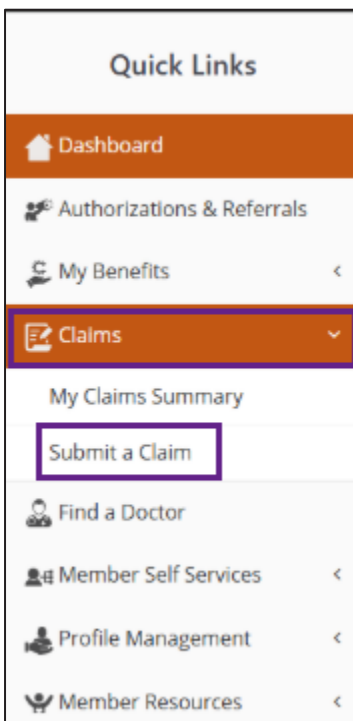 Quick Links
Dashboard
Authorizations & Referrals
My Benefits
Claims
My Claims Summary
Submit a Claim
Find a Doctor
Member Self Services
Profile Management
Member Resources